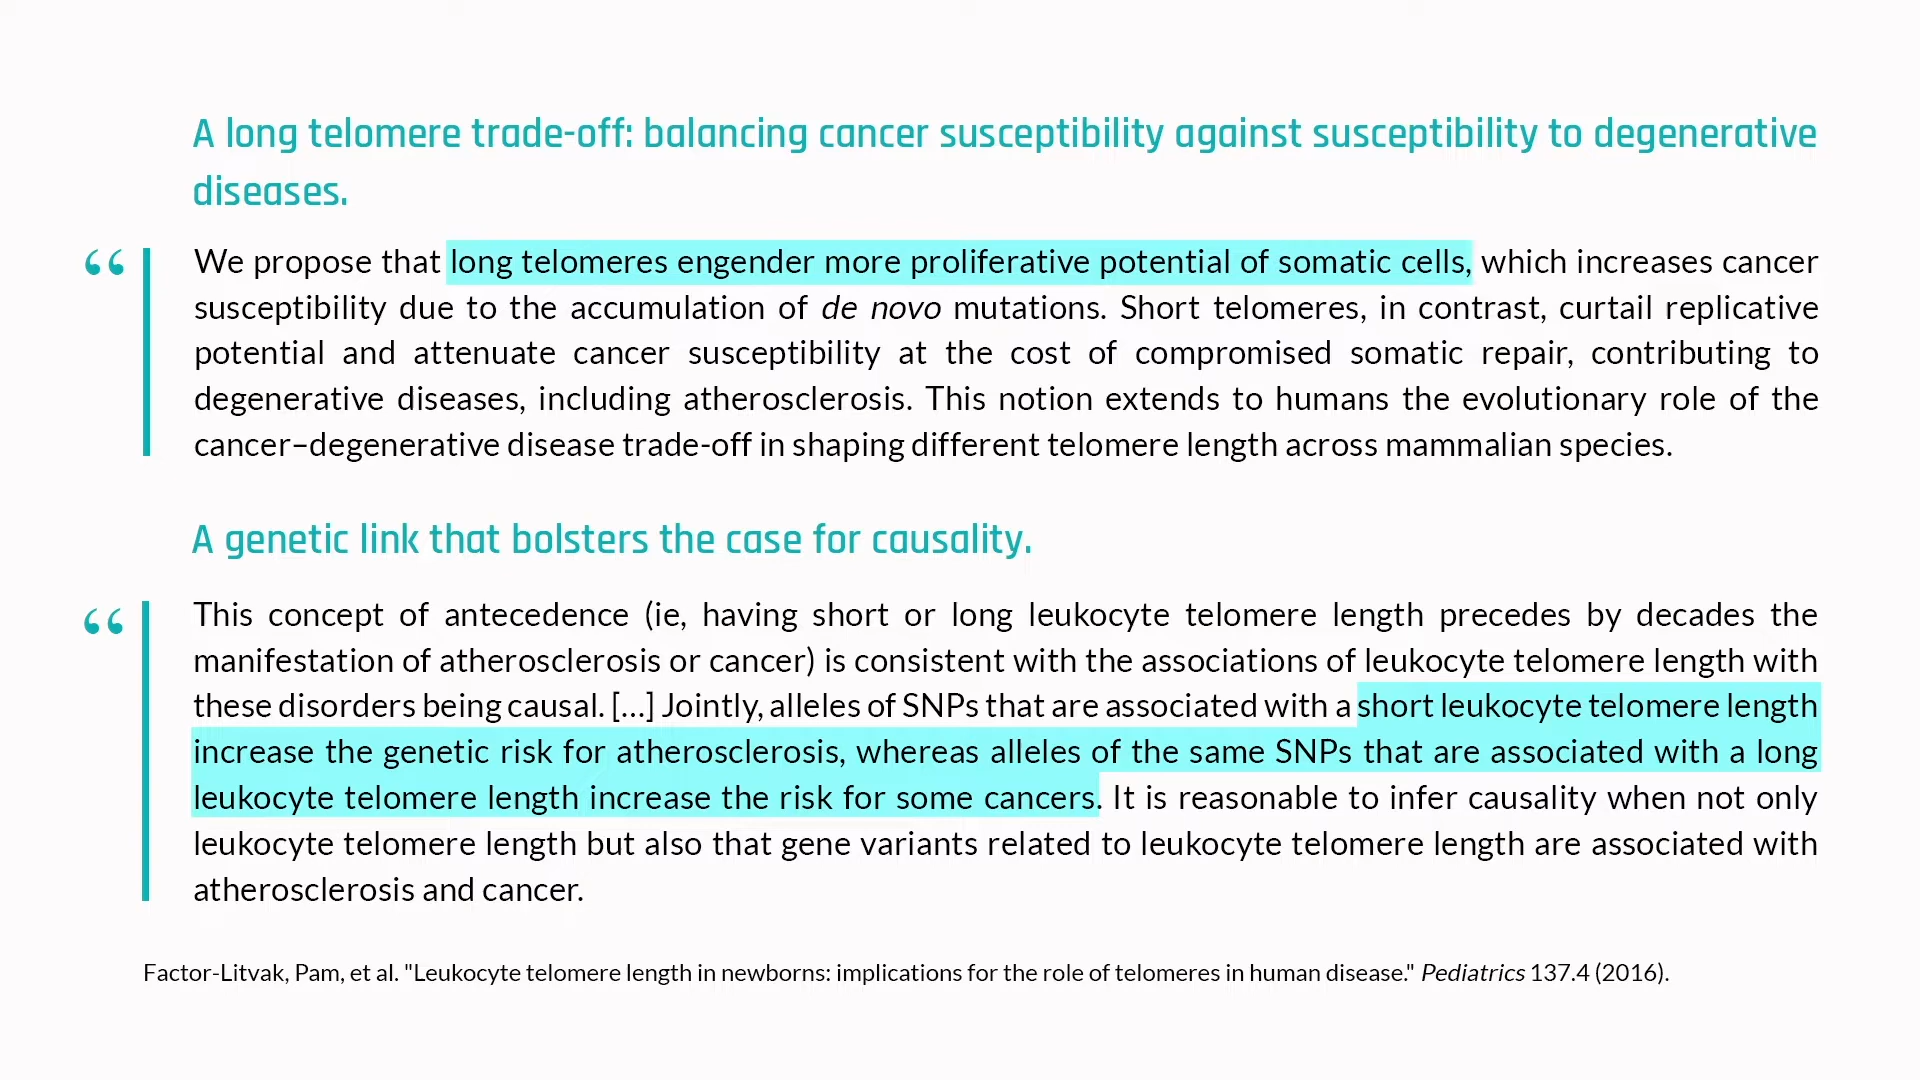 A long telomere trade-off: balancing cancer susceptibility against susceptibility to degenerative
diseases.
“
We propose that long telomeres engender more proliferative potential of somatic cells, which increases cancer
susceptibility due to the accumulation of de novo mutations. Short telomeres, in contrast, curtail replicative
potential and attenuate cancer susceptibility at the cost of compromised somatic repair, contributing to
degenerative diseases, including atherosclerosis. This notion extends to humans the evolutionary role of the
cancer–degenerative disease trade-off in shaping different telomere length across mammalian species.
A genetic link that bolsters the case for causality.
“
This concept of antecedence (ie, having short or long leukocyte telomere length precedes by decades the
manifestation of atherosclerosis or cancer) is consistent with the associations of leukocyte telomere length with
these disorders being causal. […] Jointly, alleles of SNPs that are associated with a short leukocyte telomere length
increase the genetic risk for atherosclerosis, whereas alleles of the same SNPs that are associated with a long
leukocyte telomere length increase the risk for some cancers. It is reasonable to infer causality when not only
leukocyte telomere length but also that gene variants related to leukocyte telomere length are associated with
atherosclerosis and cancer.
Factor-Litvak, Pam, et al. "Leukocyte telomere length in newborns: implications for the role of telomeres in human disease." Pediatrics 137.4 (2016).